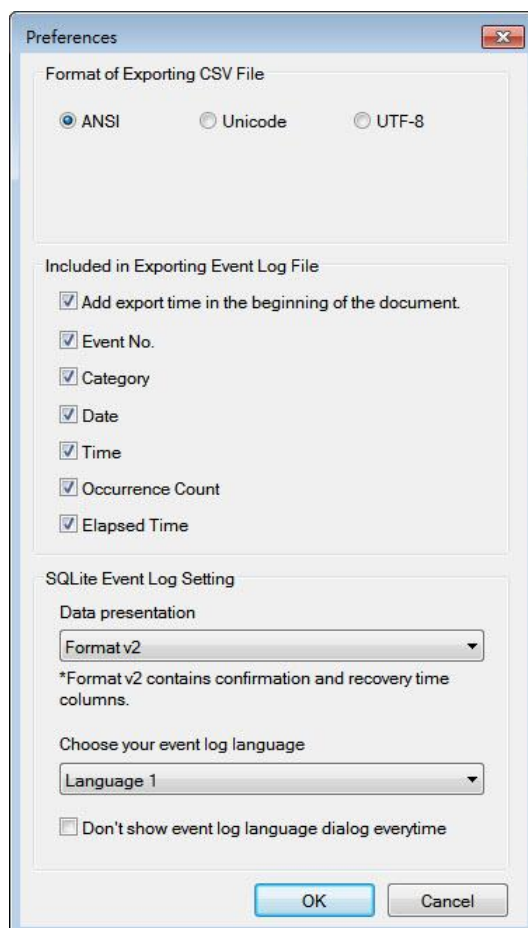 Preferences
Format of Exporting CSV File
ANSI Unicode UTF-8
Included in Exporting Event Log File
Add export time in the beginning of the document.
Event No.
Category
Date
Time
Occurrence Count
Elapsed Time
SQLite Event Log Setting
Data presentation
Format v2
*Format v2 contains confirmation and recovery time
columns.
Choose your event log language
Language 1
Don't show event log language dialog everytime
OK Cancel